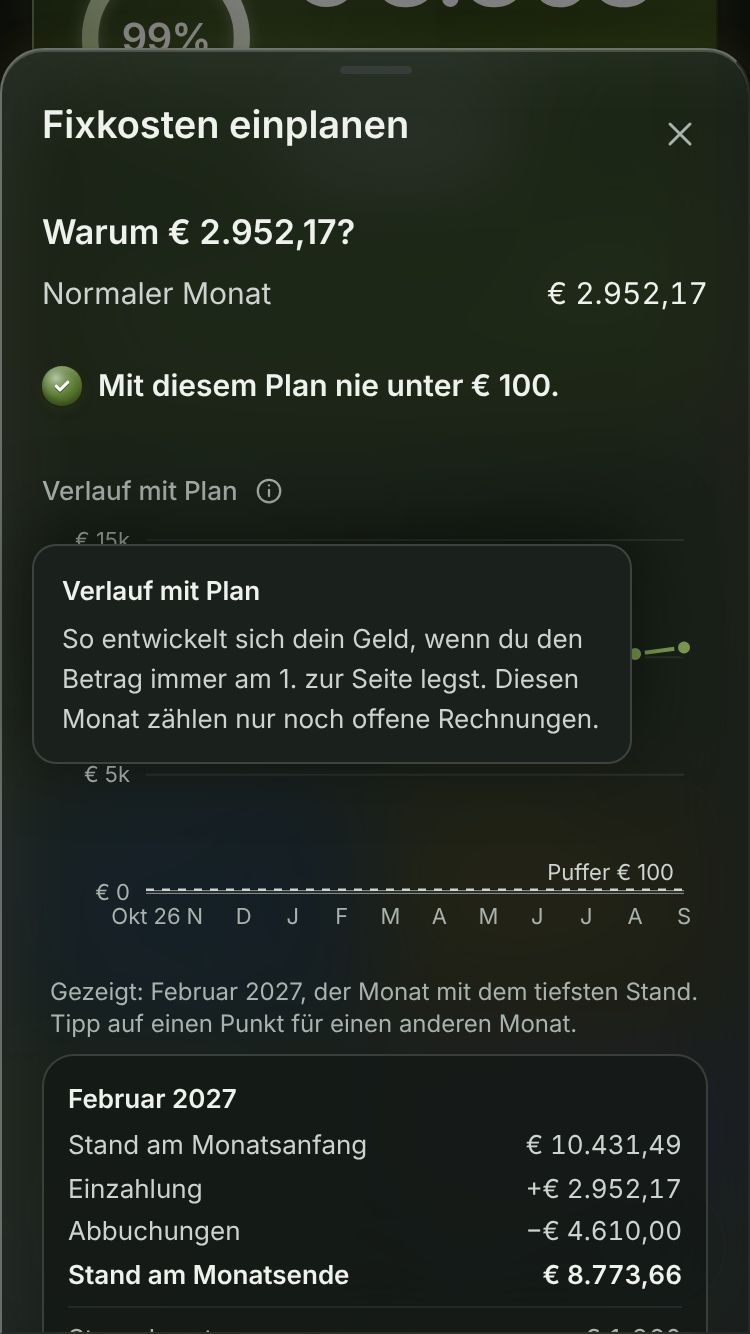 99%
Fixkosten einplanen
Warum € 2.952,17?
Normaler Monat € 2.952,17
Mit diesem Plan nie unter € 100.
Verlauf mit Plan
€ 15k
Verlauf mit Plan
So entwickelt sich dein Geld, wenn du den
Betrag immer am 1. zur Seite legst. Diesen
Monat zählen nur noch offene Rechnungen.
€ 5k
Puffer € 100
€ 0
Okt 26 N D J F M A M J J A S
Gezeigt: Februar 2027, der Monat mit dem tiefsten Stand.
Tipp auf einen Punkt für einen anderen Monat.
Februar 2027
Stand am Monatsanfang € 10.431,49
Einzahlung +€ 2.952,17
Abbuchungen −€ 4.610,00
Stand am Monatsende € 8.773,66